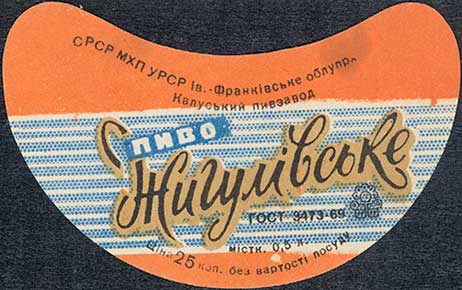 СРСР МХП УРСР Ів.-Франківське облупр.
Калуський пивзавод
пиво
Жигулівське
ГОСТ 3473-69
містк. 0,5 л.
Ціна 25 коп. без вартості посуду